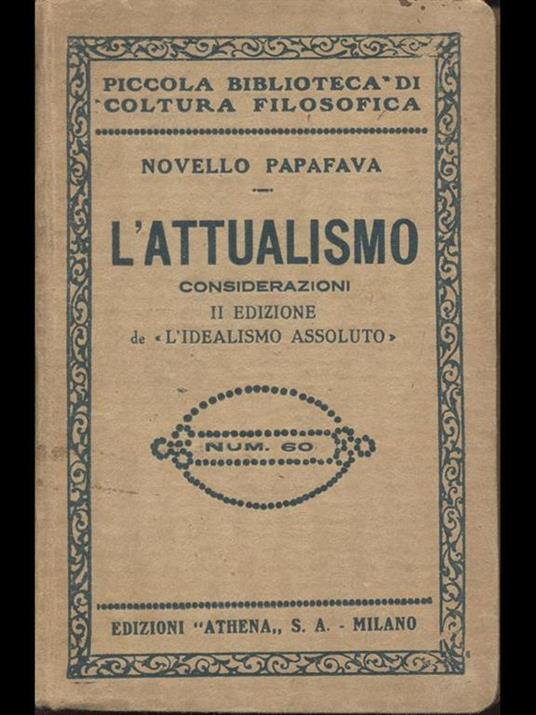 PICCOLA BIBLIOTECA DI
COLTURA FILOSOFICA
NOVELLO PAPAFAVA
L'ATTUALISMO
CONSIDERAZIONI
II EDIZIONE
de «L'IDEALISMO ASSOLUTO»
NUM. 60
EDIZIONI "ATHENA,, S. A. - MILANO